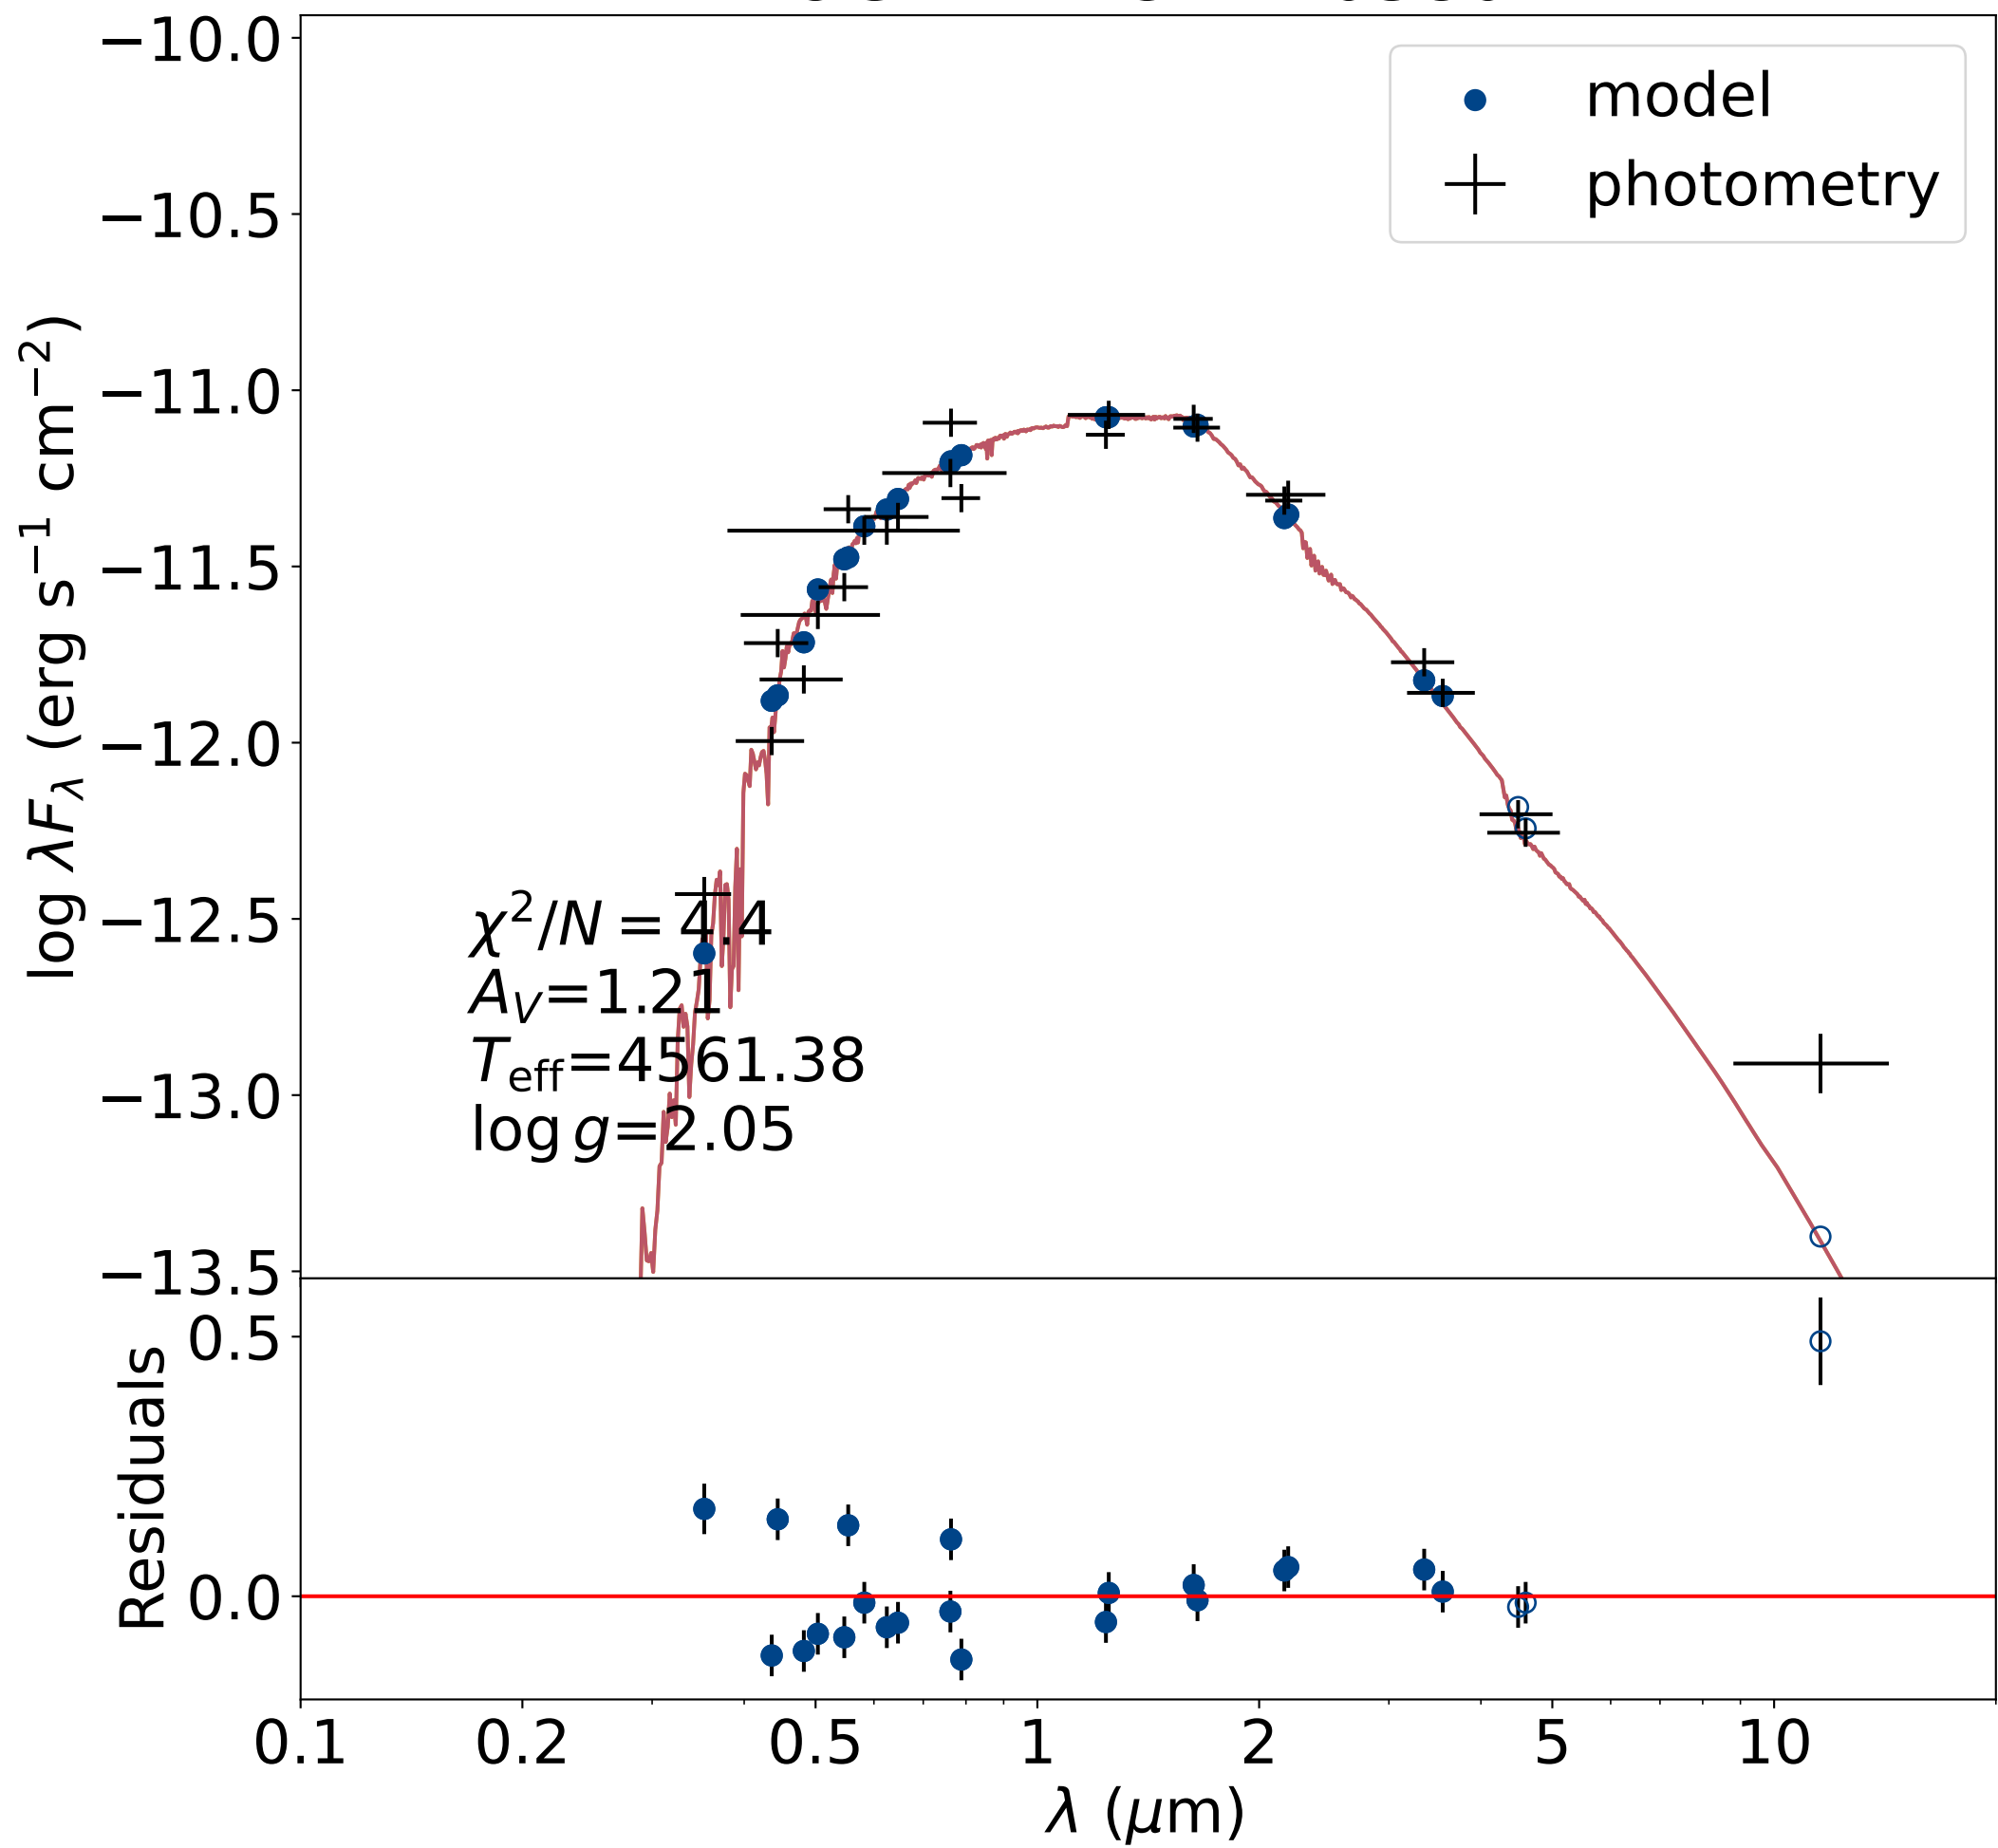 −10.0
−10.5
−11.0
−11.5
−12.0
−12.5
−13.0
−13.5
log λF_λ (erg s⁻¹ cm⁻²)
model
photometry
χ²/N = 4.4
A_V=1.21
T_eff=4561.38
log g=2.05
0.5
0.0
Residuals
0.1 0.2 0.5 1 2 5 10
λ (μm)